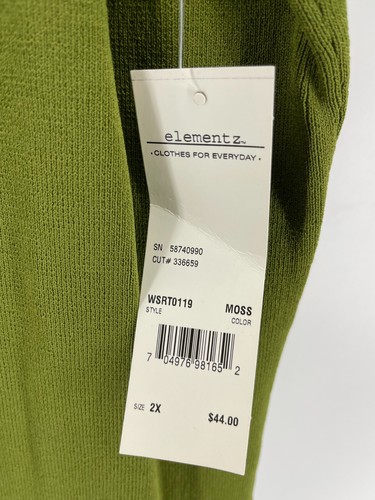 elementz™
· CLOTHES FOR EVERYDAY ·
SN 58740990
CUT# 336659
WSRT0119 MOSS
STYLE COLOR
7 04976 98165 2
SIZE 2X $44.00